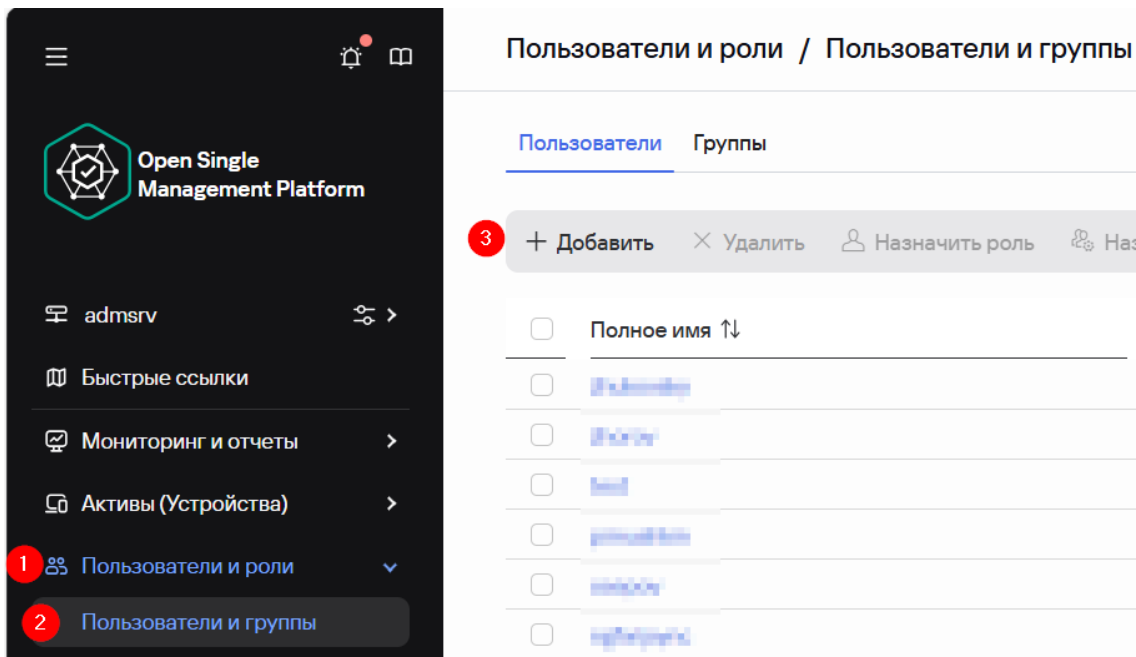 Пользователи и роли / Пользователи и группы
Open Single
Management Platform
Пользователи Группы
3 + Добавить Удалить Назначить роль
admsrv
Полное имя
Быстрые ссылки
Мониторинг и отчеты
Активы (Устройства)
1 Пользователи и роли
2 Пользователи и группы